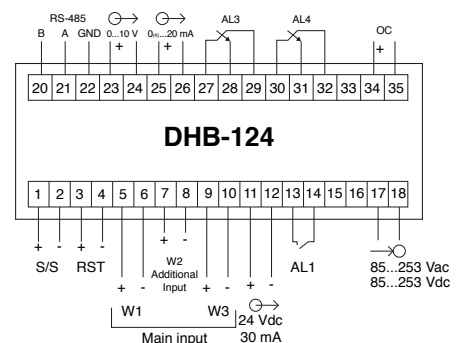 RS-485
B A GND 0...10 V 0(4)...20 mA AL3 AL4 OC
+ + +
20 21 22 23 24 25 26 27 28 29 30 31 32 33 34 35
DHB-124
1 2 3 4 5 6 7 8 9 10 11 12 13 14 15 16 17 18
+ - + - + - + -
S/S RST W2 AL1
Additional
Input
+ - + - + -
W1 W3
85...253 Vac
85...253 Vdc
24 Vdc
30 mA
Main input